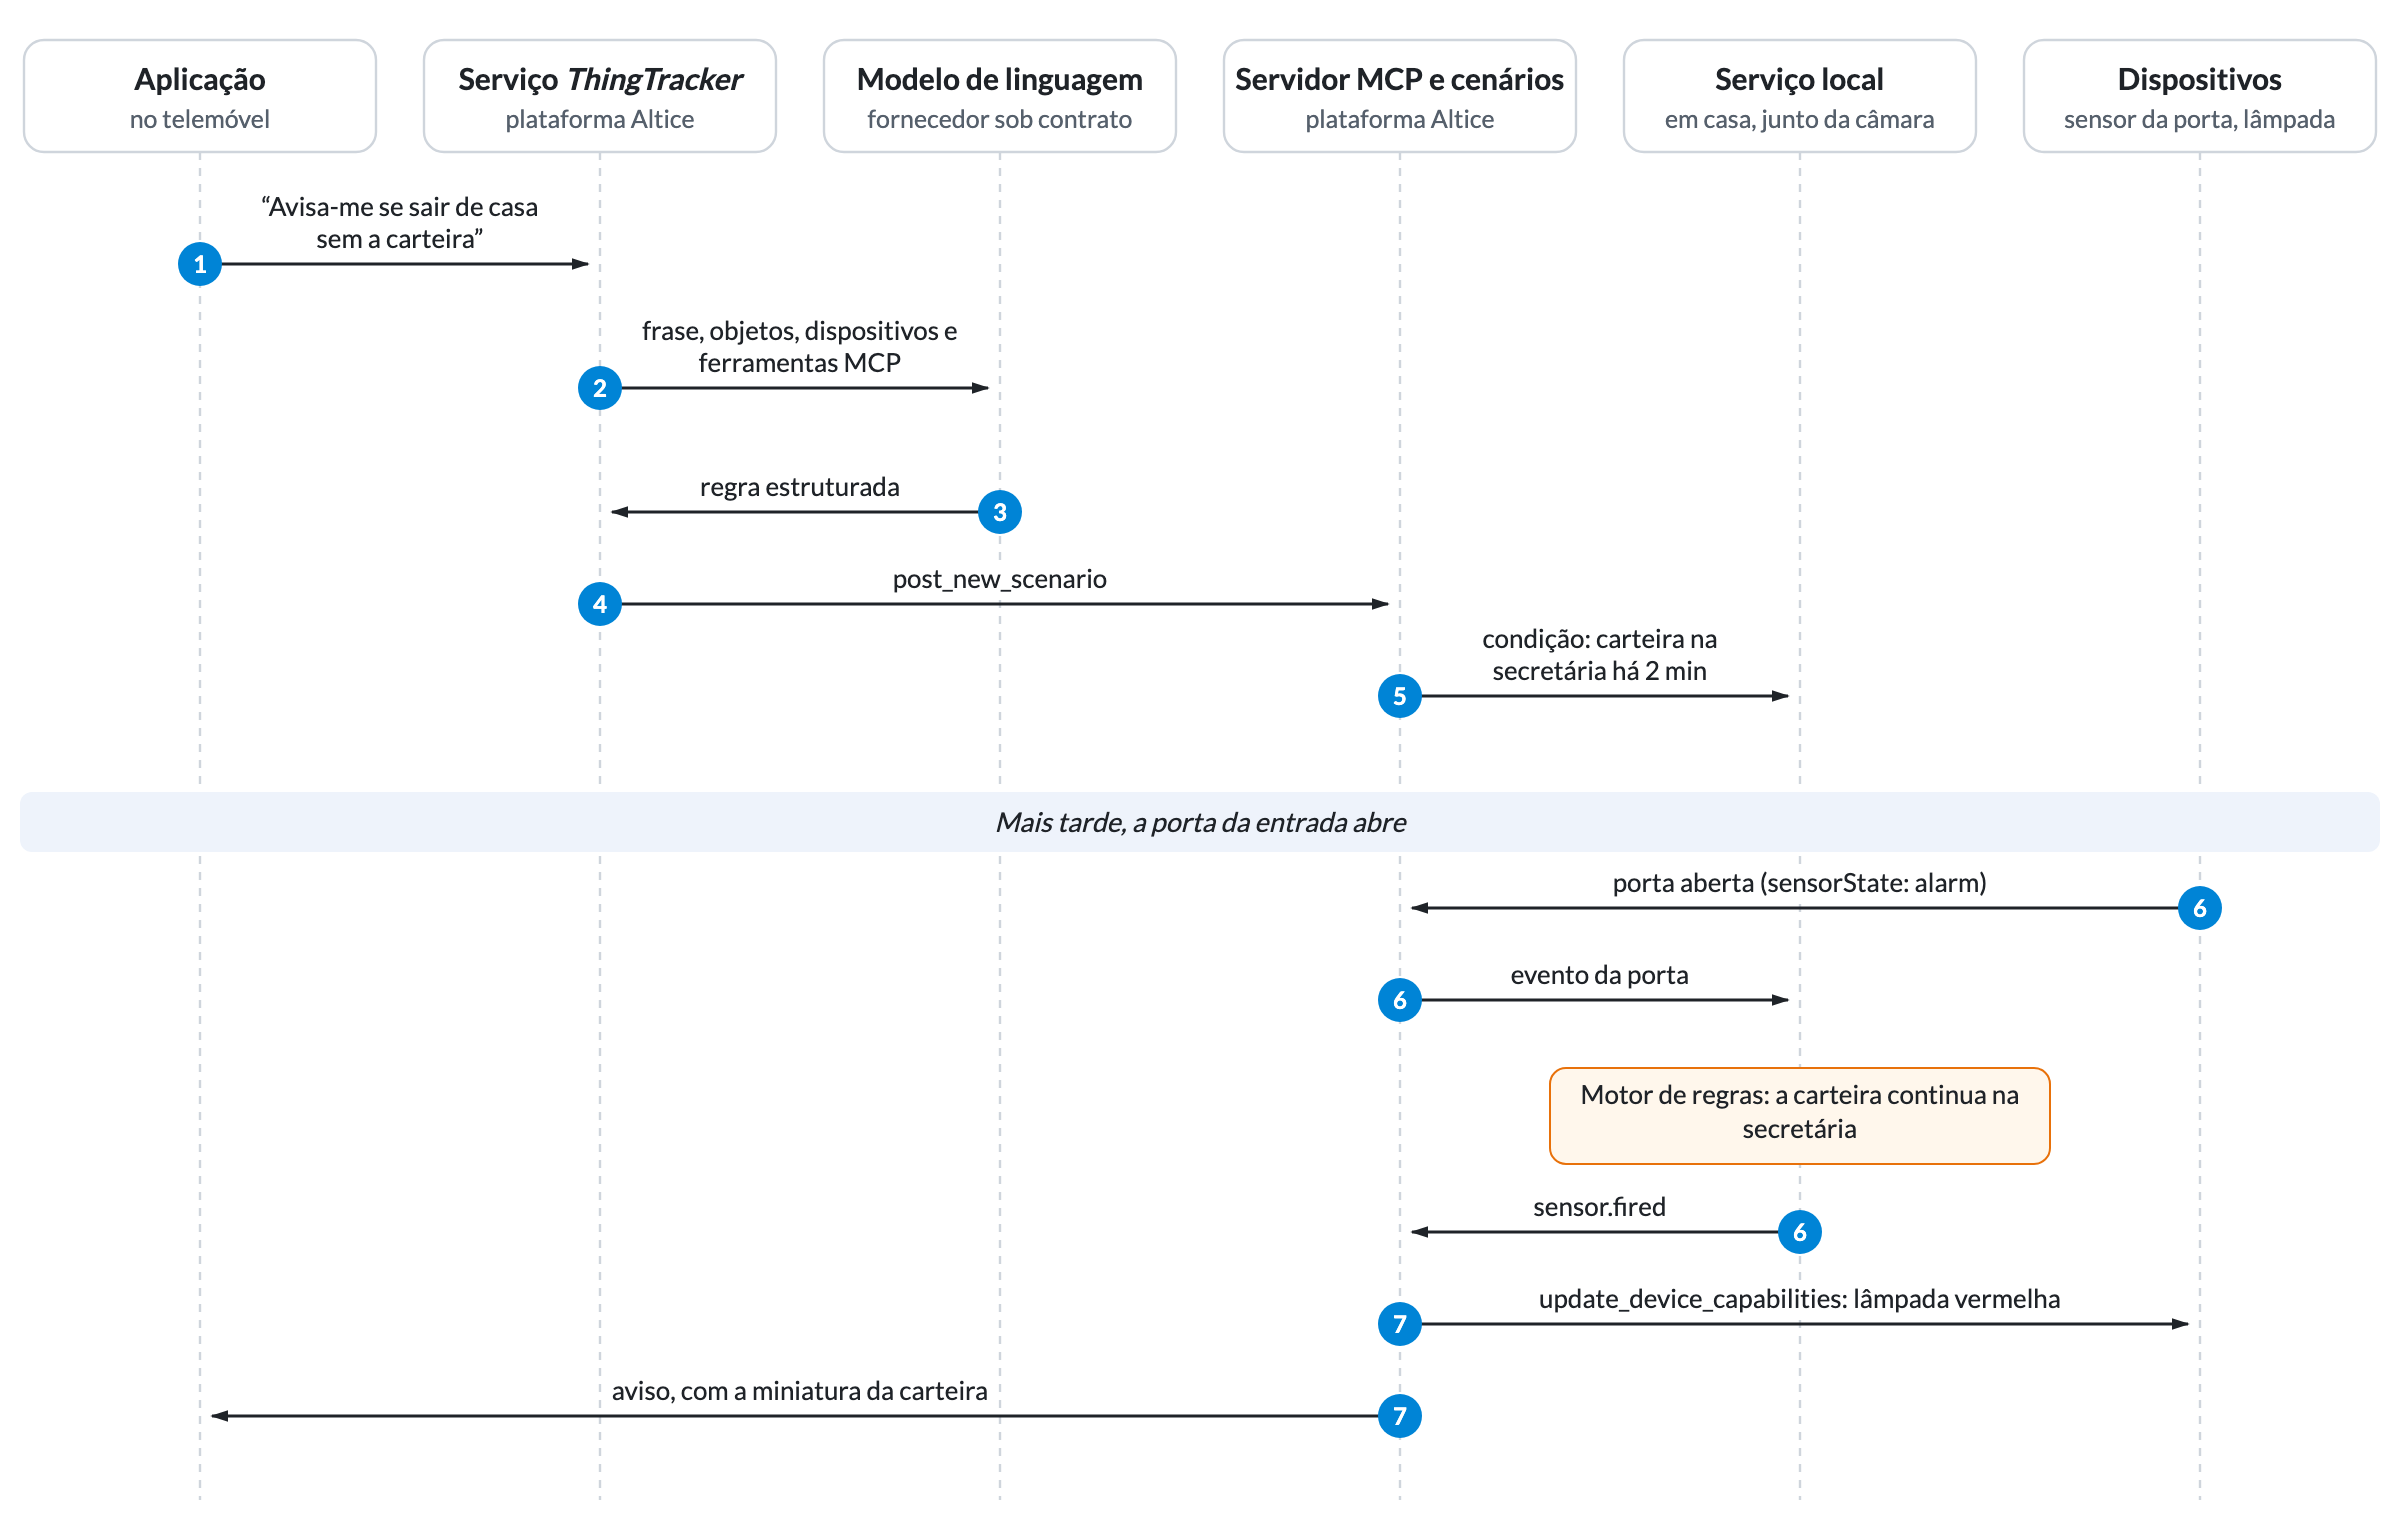 Aplicação
no telemóvel
Serviço ThingTracker
plataforma Altice
Modelo de linguagem
fornecedor sob contrato
Servidor MCP e cenários
plataforma Altice
Serviço local
em casa, junto da câmara
Dispositivos
sensor da porta, lâmpada
“Avisa-me se sair de casa
sem a carteira”
1
frase, objetos, dispositivos e
ferramentas MCP
2
regra estruturada
3
post_new_scenario
4
condição: carteira na
secretária há 2 min
5
Mais tarde, a porta da entrada abre
porta aberta (sensorState: alarm)
6
evento da porta
6
Motor de regras: a carteira continua na
secretária
sensor.fired
6
update_device_capabilities: lâmpada vermelha
7
aviso, com a miniatura da carteira
7